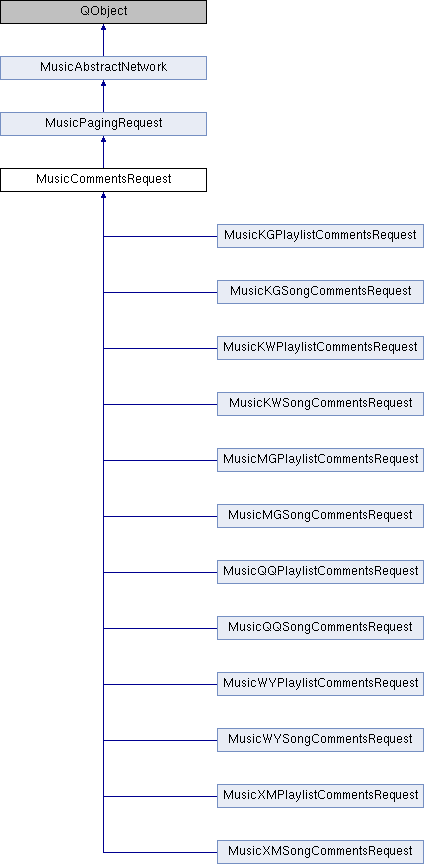 QObject
MusicAbstractNetwork
MusicPagingRequest
MusicCommentsRequest
MusicKGPlaylistCommentsRequest
MusicKGSongCommentsRequest
MusicKWPlaylistCommentsRequest
MusicKWSongCommentsRequest
MusicMGPlaylistCommentsRequest
MusicMGSongCommentsRequest
MusicQQPlaylistCommentsRequest
MusicQQSongCommentsRequest
MusicWYPlaylistCommentsRequest
MusicWYSongCommentsRequest
MusicXMPlaylistCommentsRequest
MusicXMSongCommentsRequest